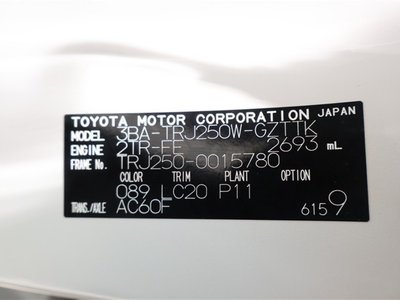 TOYOTA MOTOR CORPORATION JAPAN
MODEL 3BA-TRJ250W-GZTTK
ENGINE 2TR-FE 2693 mL
FRAME No. TRJ250-0015780
COLOR TRIM PLANT OPTION
089 LC20 P11
TRANS./AXLE AC60F 6159